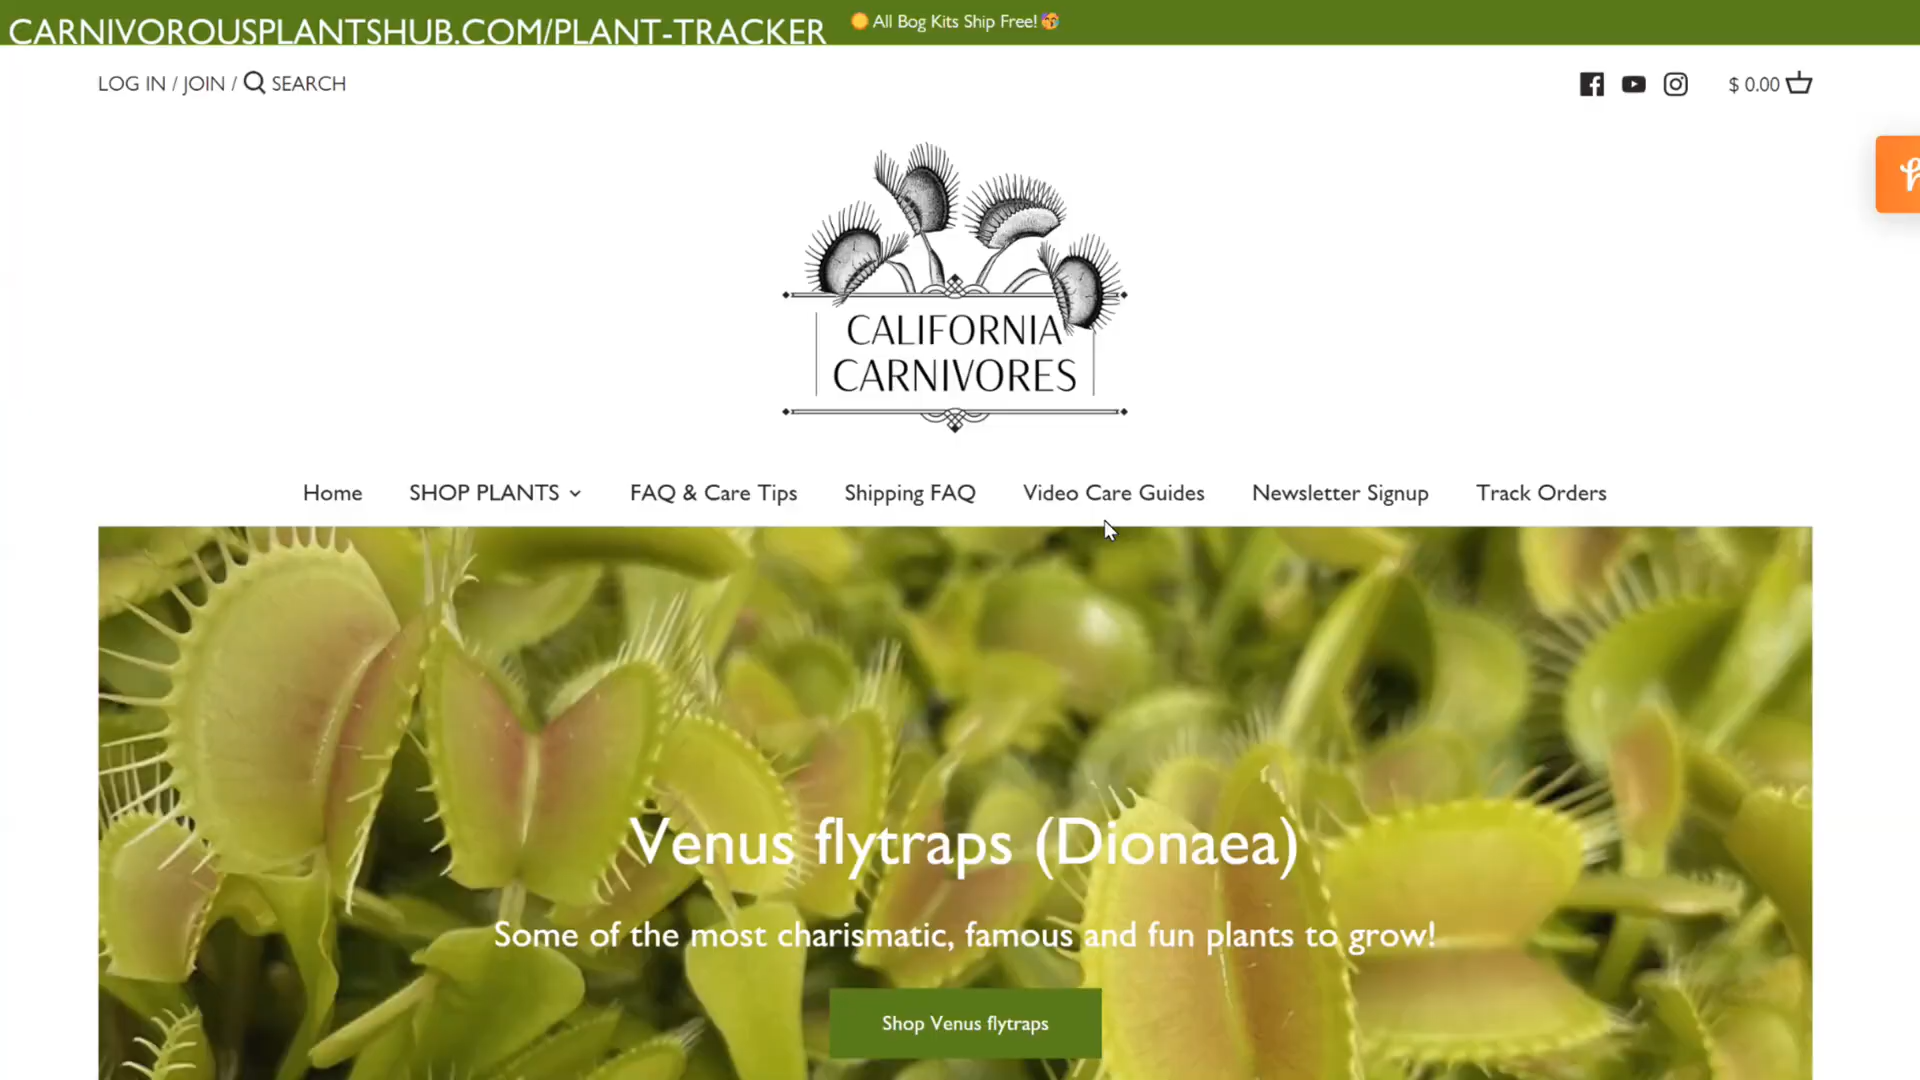 CARNIVOROUSPLANTSHUB.COM/PLANT-TRACKER
All Bog Kits Ship Free!
LOG IN / JOIN / SEARCH
$ 0.00
CALIFORNIA
CARNIVORES
Home SHOP PLANTS FAQ & Care Tips Shipping FAQ Video Care Guides Newsletter Signup Track Orders
Venus flytraps (Dionaea)
Some of the most charismatic, famous and fun plants to grow!
Shop Venus flytraps